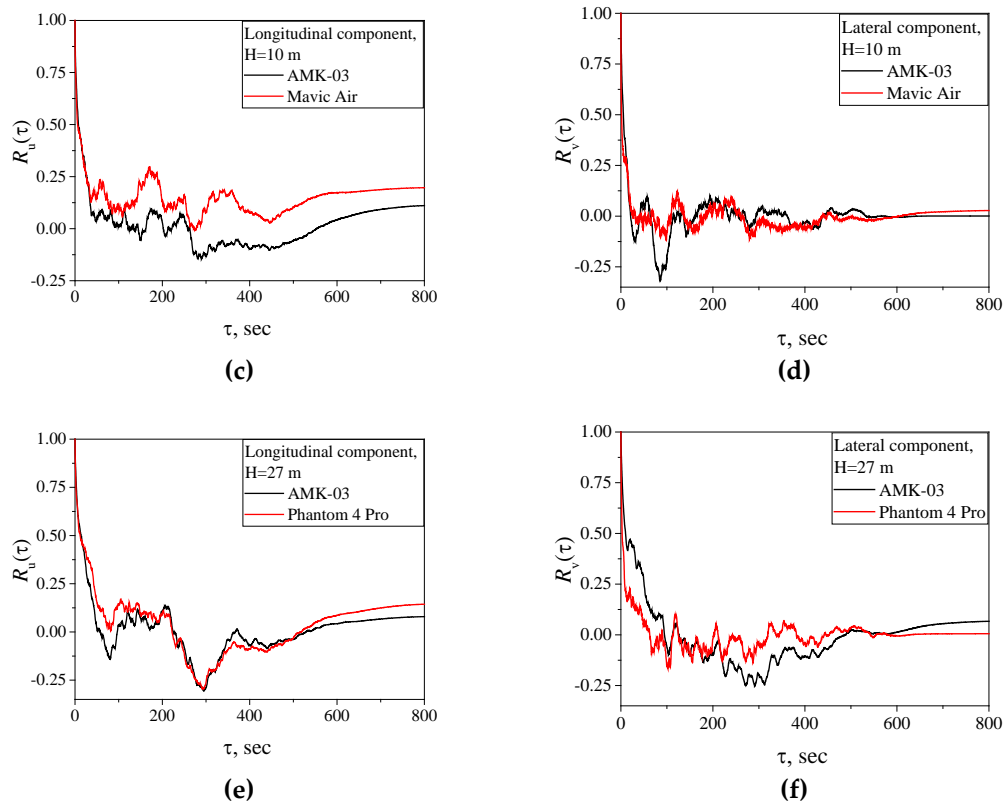 Longitudinal component,
H=10 m
AMK-03
Mavic Air
1.00
0.75
0.50
0.25
0.00
-0.25
R_u(τ)
0 200 400 600 800
τ, sec
(c)
Lateral component,
H=10 m
AMK-03
Mavic Air
1.00
0.75
0.50
0.25
0.00
-0.25
R_v(τ)
0 200 400 600 800
τ, sec
(d)
Longitudinal component,
H=27 m
AMK-03
Phantom 4 Pro
1.00
0.75
0.50
0.25
0.00
-0.25
R_u(τ)
0 200 400 600 800
τ, sec
(e)
Lateral component,
H=27 m
AMK-03
Phantom 4 Pro
1.00
0.75
0.50
0.25
0.00
-0.25
R_v(τ)
0 200 400 600 800
τ, sec
(f)